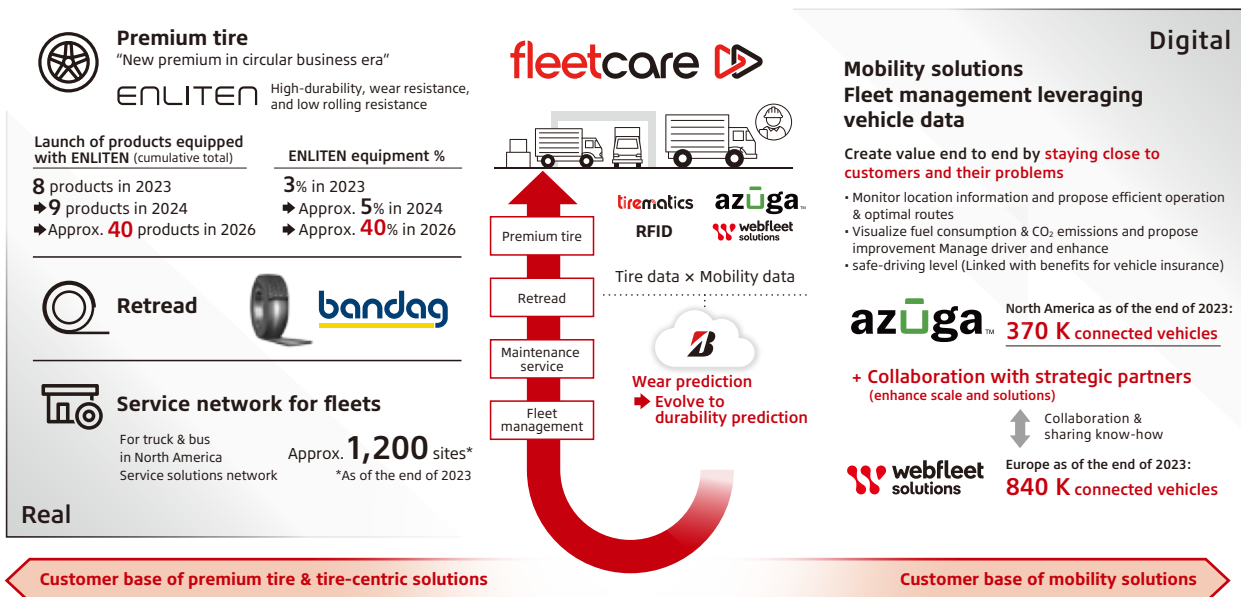 Premium tire
“New premium in circular business era”
ENLITEN
High-durability, wear resistance,
and low rolling resistance
Launch of products equipped
with ENLITEN (cumulative total)
8 products in 2023
➡9 products in 2024
➡Approx. 40 products in 2026
ENLITEN equipment %
3% in 2023
➡ Approx. 5% in 2024
➡ Approx. 40% in 2026
Retread
bandag
Service network for fleets
For truck & bus
in North America
Service solutions network
Approx. 1,200 sites*
*As of the end of 2023
Real
fleetcare
Premium tire
Retread
Maintenance
service
Fleet
management
tirematics
azūga™
RFID
webfleet
solutions
Tire data × Mobility data
B
Wear prediction
➡ Evolve to
durability prediction
Digital
Mobility solutions
Fleet management leveraging
vehicle data
Create value end to end by staying close to
customers and their problems
・Monitor location information and propose efficient operation
& optimal routes
・Visualize fuel consumption & CO₂ emissions and propose
improvement Manage driver and enhance
・safe-driving level (Linked with benefits for vehicle insurance)
azūga™
North America as of the end of 2023:
370 K connected vehicles
+ Collaboration with strategic partners
(enhance scale and solutions)
Collaboration &
sharing know-how
webfleet
solutions
Europe as of the end of 2023:
840 K connected vehicles
Customer base of premium tire & tire-centric solutions
Customer base of mobility solutions